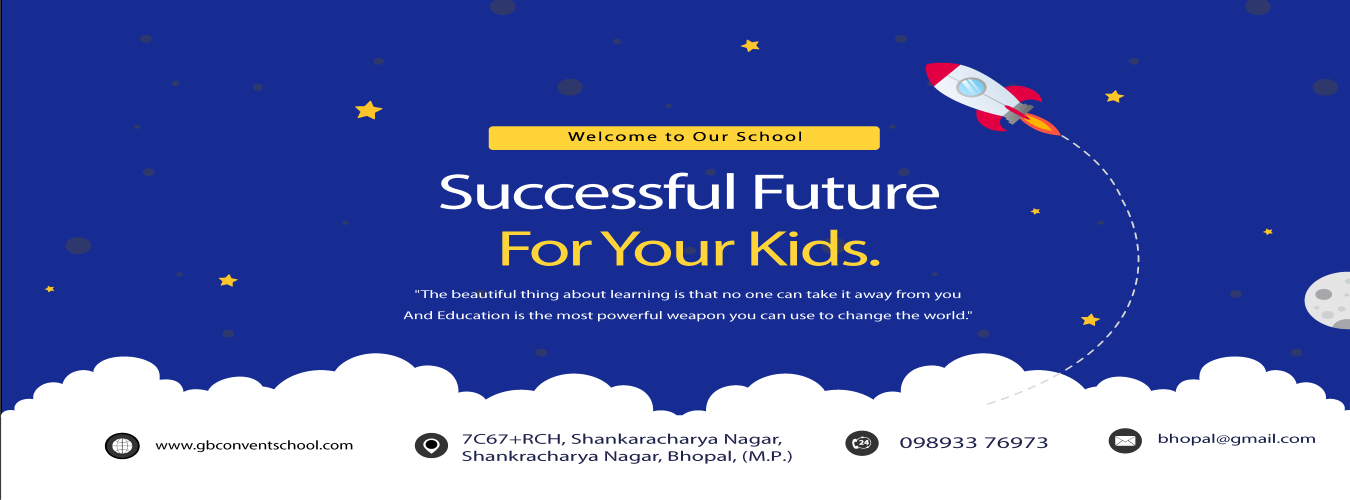 Welcome to Our School
Successful Future
For Your Kids.
"The beautiful thing about learning is that no one can take it away from you
And Education is the most powerful weapon you can use to change the world."
www.gbconventschool.com
7C67+RCH, Shankaracharya Nagar,
Shankracharya Nagar, Bhopal, (M.P.)
24
098933 76973
bhopal@gmail.com